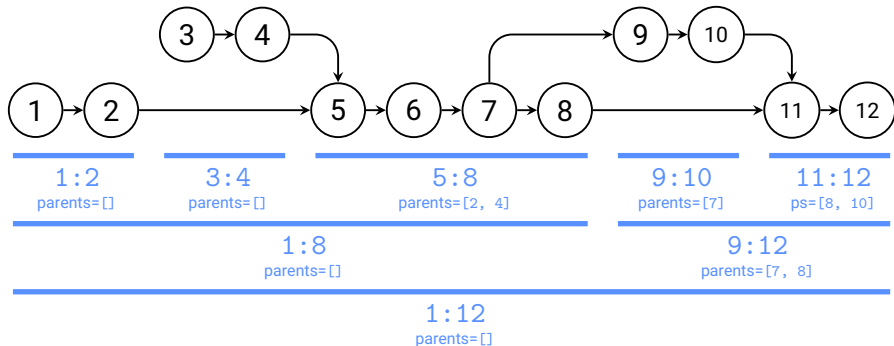 3 4 9 10
1 2 5 6 7 8 11 12
1:2 3:4 5:8 9:10 11:12
parents=[] parents=[] parents=[2, 4] parents=[7] ps=[8, 10]
1:8 9:12
parents=[] parents=[7, 8]
1:12
parents=[]